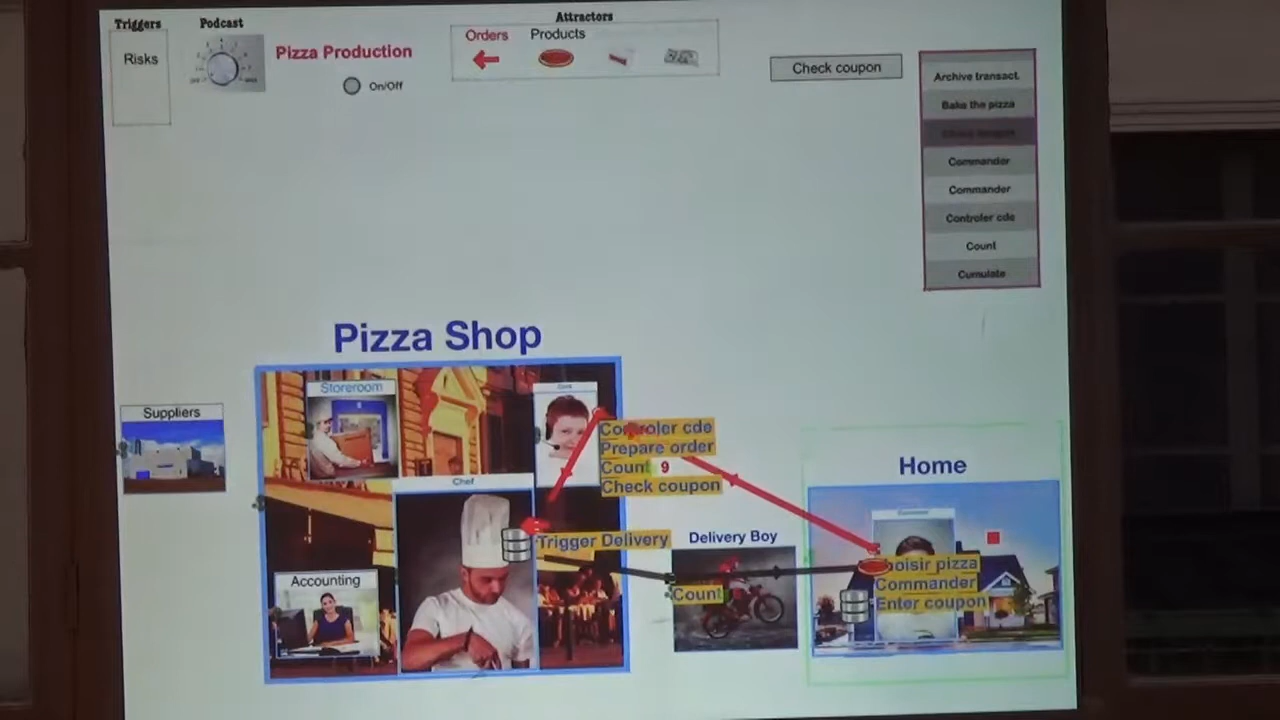 Triggers
Podcast
Attractors
Risks
Pizza Production
On/Off
Orders
Products
Check coupon
Archive transact.
Bake the pizza
Commander
Commander
Controler cde
Count
Cumulate
Pizza Shop
Suppliers
Storeroom
Controler cde
Prepare order
Count 9
Check coupon
Chef
Trigger Delivery
Accounting
Delivery Boy
Count
Home
hoisir pizza
Commander
Enter coupon